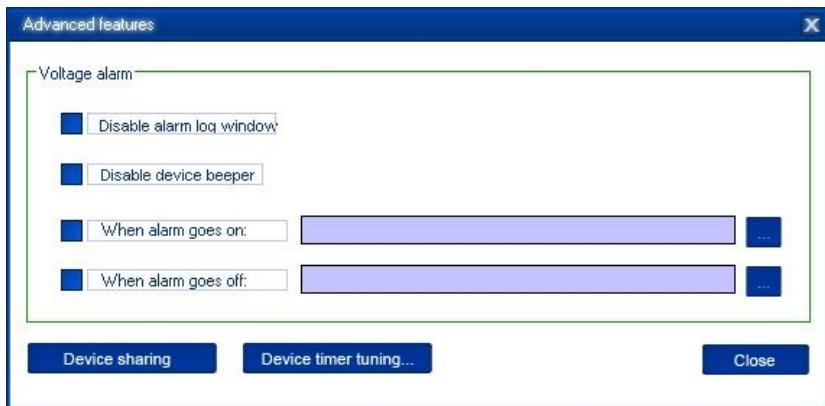 Advanced features
X
Voltage alarm
Disable alarm log window
Disable device beeper
When alarm goes on:
...
When alarm goes off:
...
Device sharing
Device timer tuning...
Close